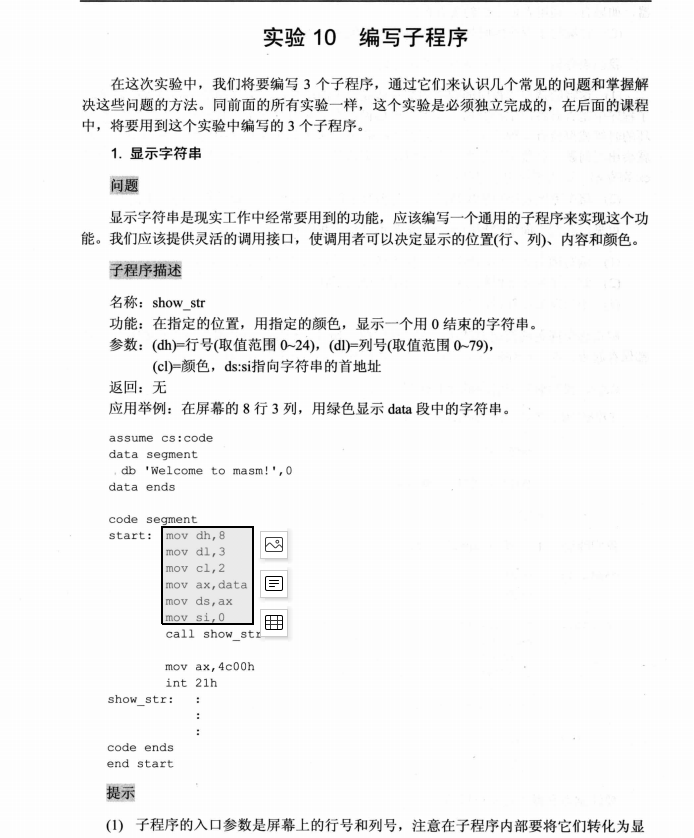 实验 10 编写子程序
在这次实验中，我们将要编写 3 个子程序，通过它们来认识几个常见的问题和掌握解
决这些问题的方法。同前面的所有实验一样，这个实验是必须独立完成的，在后面的课程
中，将要用到这个实验中编写的 3 个子程序。
1. 显示字符串
问题
显示字符串是现实工作中经常要用到的功能，应该编写一个通用的子程序来实现这个功
能。我们应该提供灵活的调用接口，使调用者可以决定显示的位置(行、列)、内容和颜色。
子程序描述
名称：show_str
功能：在指定的位置，用指定的颜色，显示一个用 0 结束的字符串。
参数：(dh)=行号(取值范围 0~24)，(dl)=列号(取值范围 0~79)，
(cl)=颜色，ds:si指向字符串的首地址
返回：无
应用举例：在屏幕的 8 行 3 列，用绿色显示 data 段中的字符串。
assume cs:code
data segment
db 'Welcome to masm!',0
data ends
code segment
start: mov dh,8
mov dl,3
mov cl,2
mov ax,data
mov ds,ax
mov si,0
call show_str
mov ax,4c00h
int 21h
show_str: :
:
:
code ends
end start
提示
(1) 子程序的入口参数是屏幕上的行号和列号，注意在子程序内部要将它们转化为显